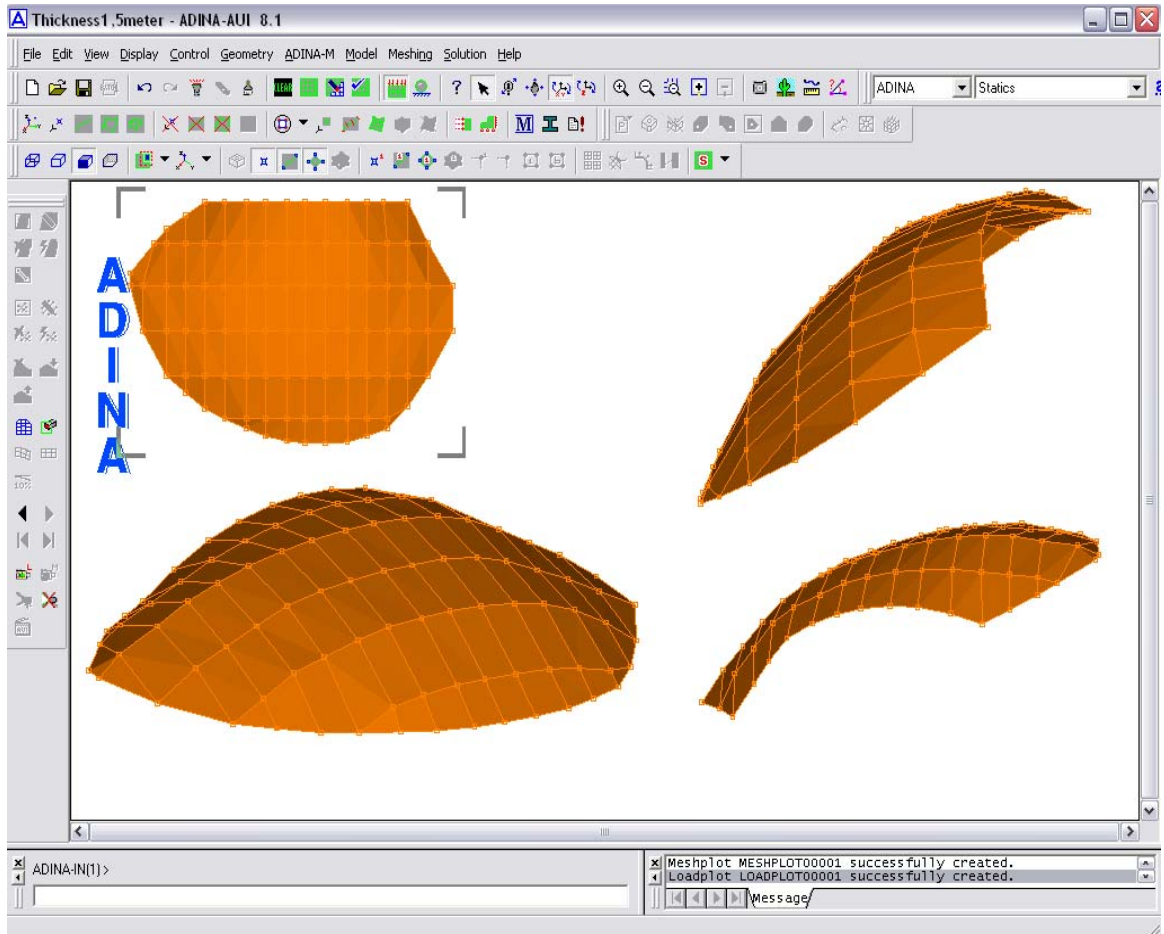 Thickness1,5meter - ADINA-AUI 8.1
File Edit View Display Control Geometry ADINA-M Model Meshing Solution Help
CLEAR
ADINA Statics
M
S
A
D
I
N
A
ADINA-IN(1) >
Meshplot MESHPLOT00001 successfully created.
Loadplot LOADPLOT00001 successfully created.
Message